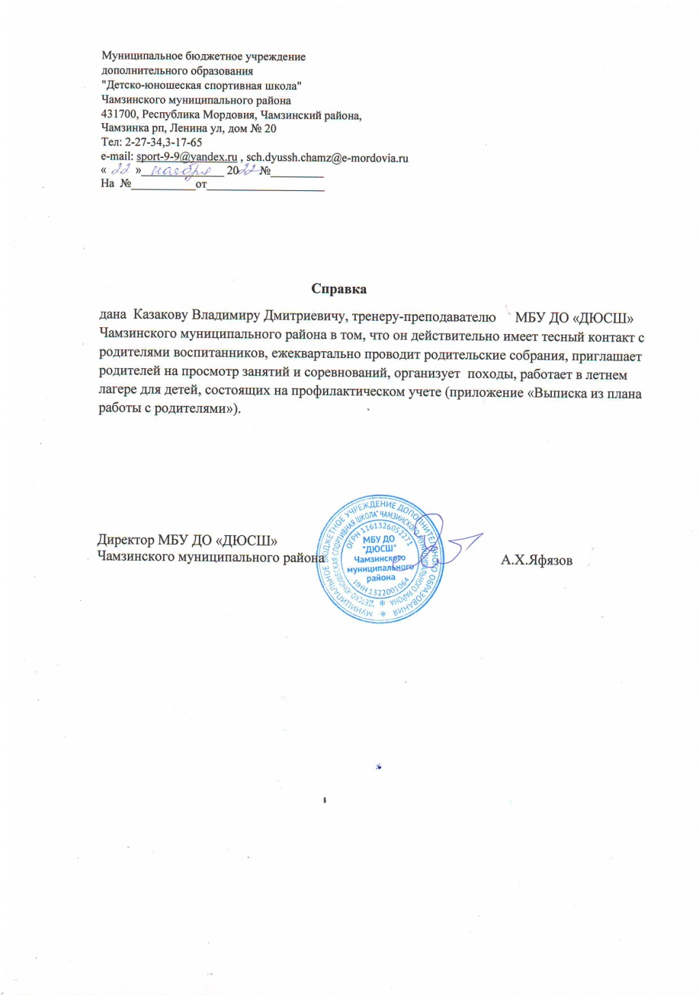 Муниципальное бюджетное учреждение
дополнительного образования
"Детско-юношеская спортивная школа"
Чамзинского муниципального района
431700, Республика Мордовия, Чамзинский района,
Чамзинка рп, Ленина ул, дом № 20
Тел: 2-27-34,3-17-65
e-mail: sport-9-9@yandex.ru , sch.dyussh.chamz@e-mordovia.ru
« 22 » ноября 2022 №_________
На №___________от____________________
Справка
дана Казакову Владимиру Дмитриевичу, тренеру-преподавателю МБУ ДО «ДЮСШ»
Чамзинского муниципального района в том, что он действительно имеет тесный контакт с
родителями воспитанников, ежеквартально проводит родительские собрания, приглашает
родителей на просмотр занятий и соревнований, организует походы, работает в летнем
лагере для детей, состоящих на профилактическом учете (приложение «Выписка из плана
работы с родителями»).
Директор МБУ ДО «ДЮСШ»
Чамзинского муниципального района
А.Х.Яфязов
МУНИЦИПАЛЬНОЕ БЮДЖЕТНОЕ УЧРЕЖДЕНИЕ ДОПОЛНИТЕЛЬНОГО ОБРАЗОВАНИЯ
"ДЕТСКО-ЮНОШЕСКАЯ СПОРТИВНАЯ ШКОЛА" ЧАМЗИНСКОГО МУНИЦИПАЛЬНОГО РАЙОНА
ОГРН 1161326052271
МБУ ДО
"ДЮСШ"
Чамзинского
муниципального
района
ИНН 1322001064